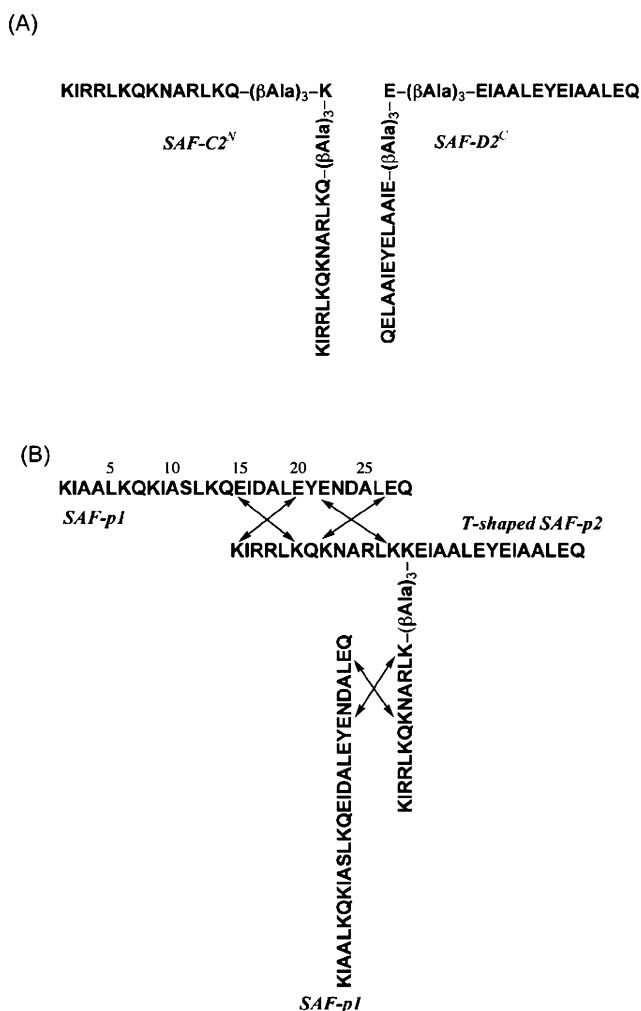 (A)
KIRRLKQKNARLKQ–(βAla)3–K
E–(βAla)3–EIAALEYEIAALEQ
SAF-C2N
SAF-D2C
KIRRLKQKNARLKQ–(βAla)3–
QELAAIEYELAAIE–(βAla)3–
(B)
5 10 15 20 25
KIAALKQKIASLKQEIDALEYENDALEQ
SAF-p1
T-shaped SAF-p2
KIRRLKQKNARLKKEIAALEYEIAALEQ
KIRRLKQKNARLK–(βAla)3–
KIAALKQKIASLKQEIDALEYENDALEQ
SAF-p1